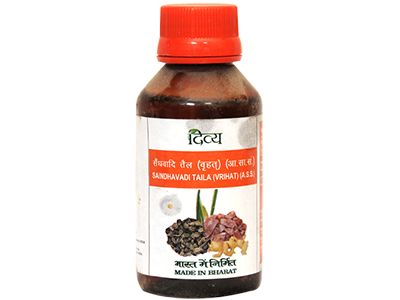 दिव्य
सैंधवादि तैल (वृहत्) (आ.सा.स.)
SAINDHAVADI TAILA (VRIHAT) (A.S.S.)
भारत में निर्मित
MADE IN BHARAT